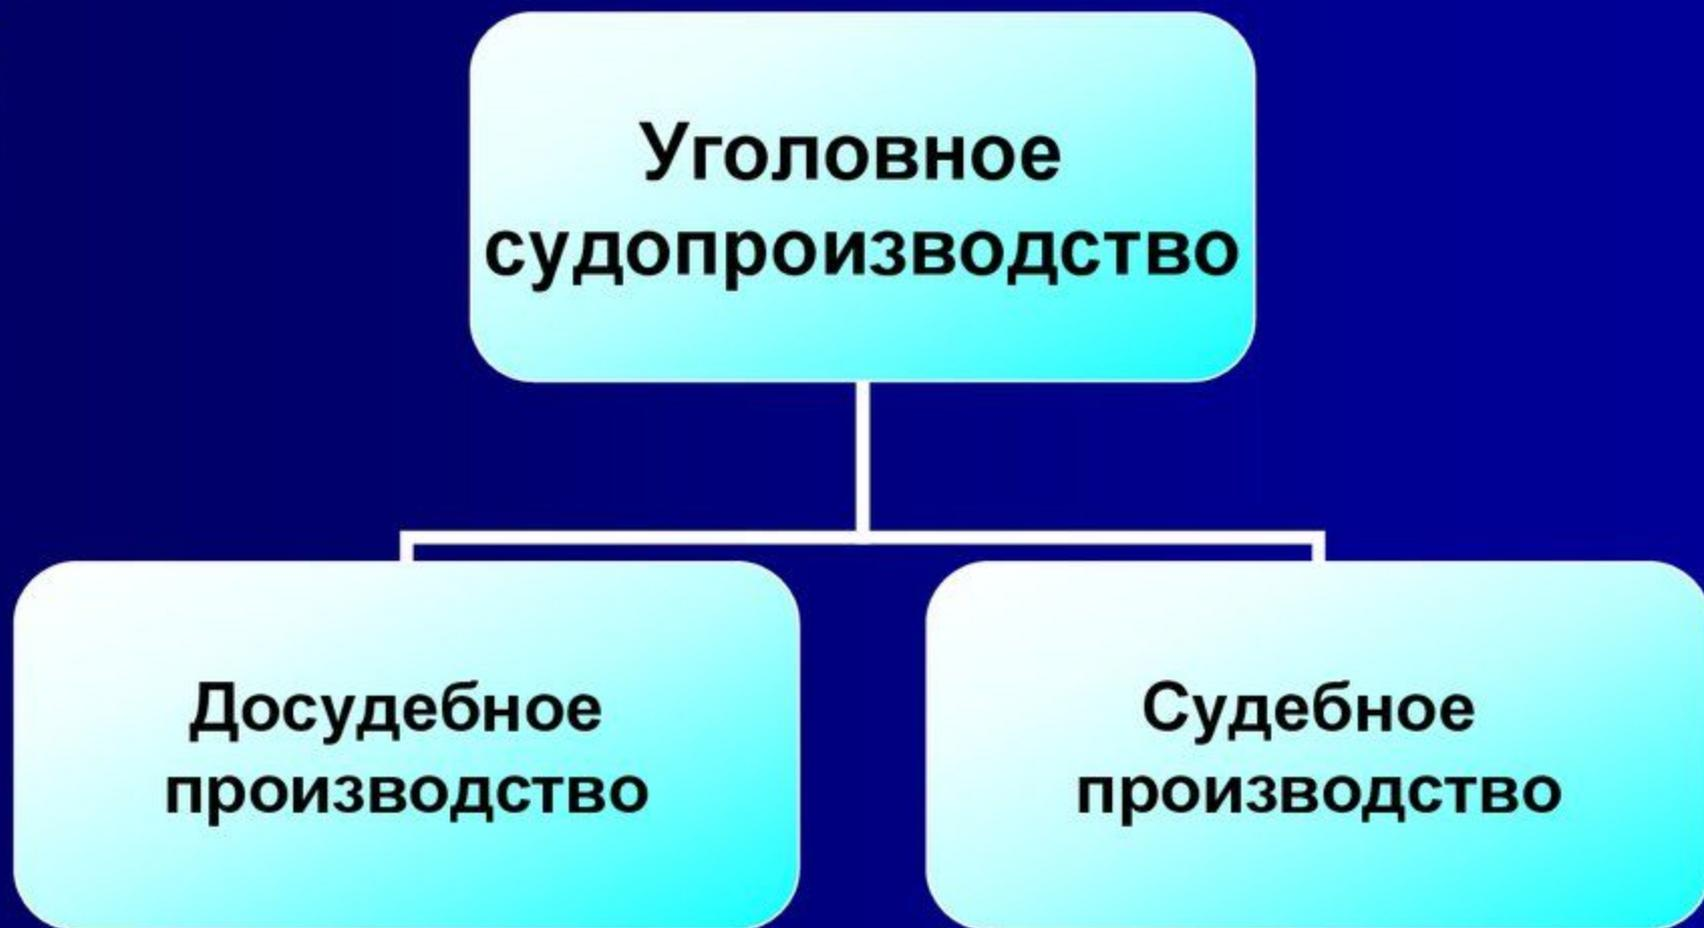 Уголовное
судопроизводство
Досудебное
производство
Судебное
производство